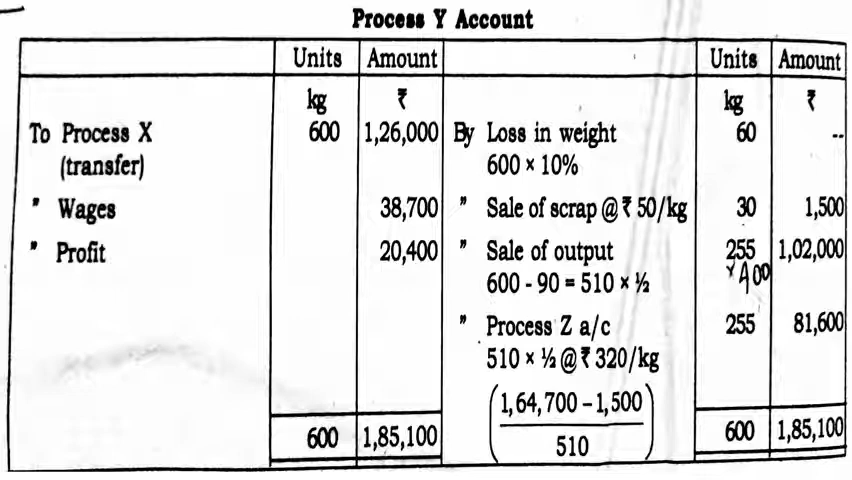 Process Y Account
Units Amount Units Amount
kg ₹ kg ₹
To Process X 600 1,26,000 By Loss in weight 60 --
(transfer) 600 × 10%
" Wages 38,700 " Sale of scrap @ ₹ 50/kg 30 1,500
" Profit 20,400 " Sale of output 255 1,02,000
600 - 90 = 510 × ½ × 400
" Process Z a/c 255 81,600
510 × ½ @ ₹ 320/kg
(1,64,700 - 1,500
600 1,85,100 600 1,85,100
510)